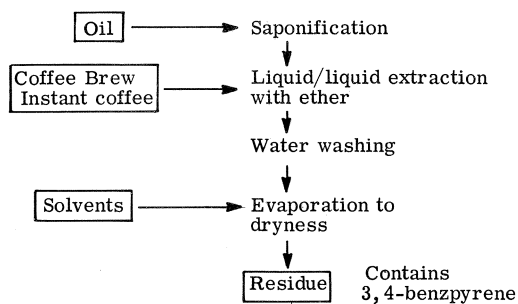 Oil
Saponification
Coffee Brew
Instant coffee
Liquid/liquid extraction
with ether
Water washing
Solvents
Evaporation to
dryness
Residue
Contains
3,4-benzpyrene